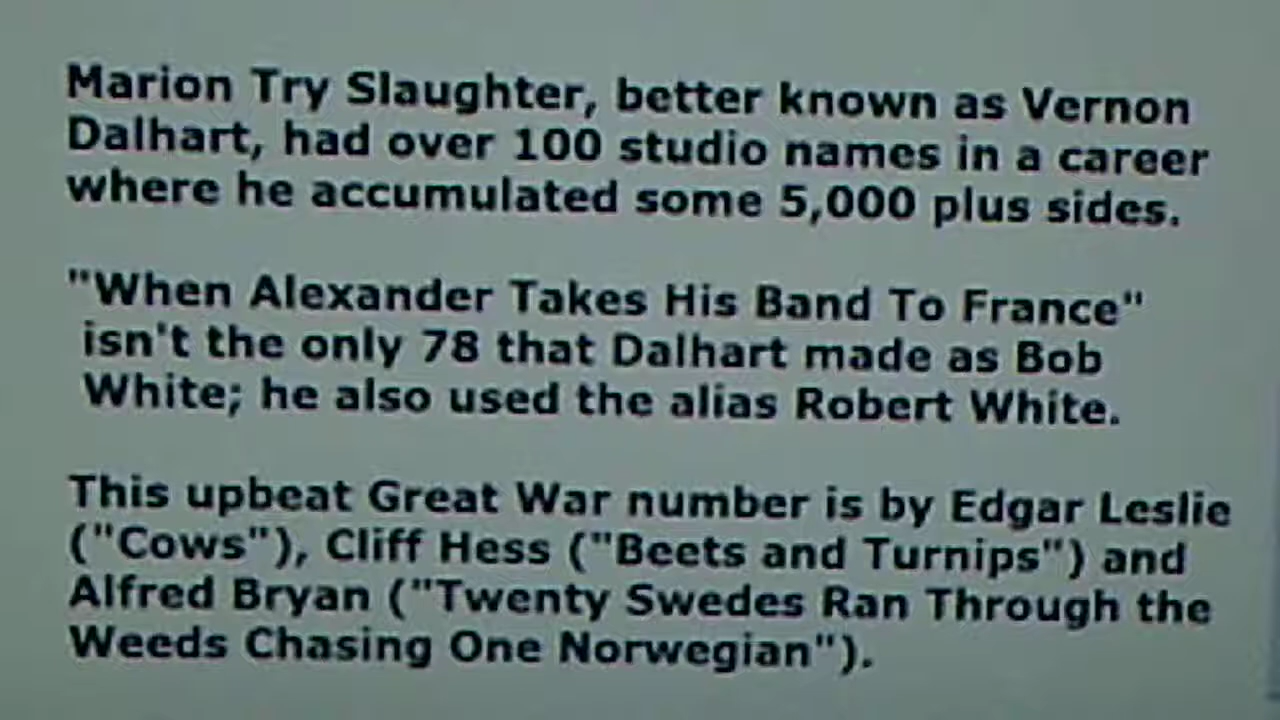 Marion Try Slaughter, better known as Vernon
Dalhart, had over 100 studio names in a career
where he accumulated some 5,000 plus sides.
"When Alexander Takes His Band To France"
isn't the only 78 that Dalhart made as Bob
White; he also used the alias Robert White.
This upbeat Great War number is by Edgar Leslie
("Cows"), Cliff Hess ("Beets and Turnips") and
Alfred Bryan ("Twenty Swedes Ran Through the
Weeds Chasing One Norwegian").